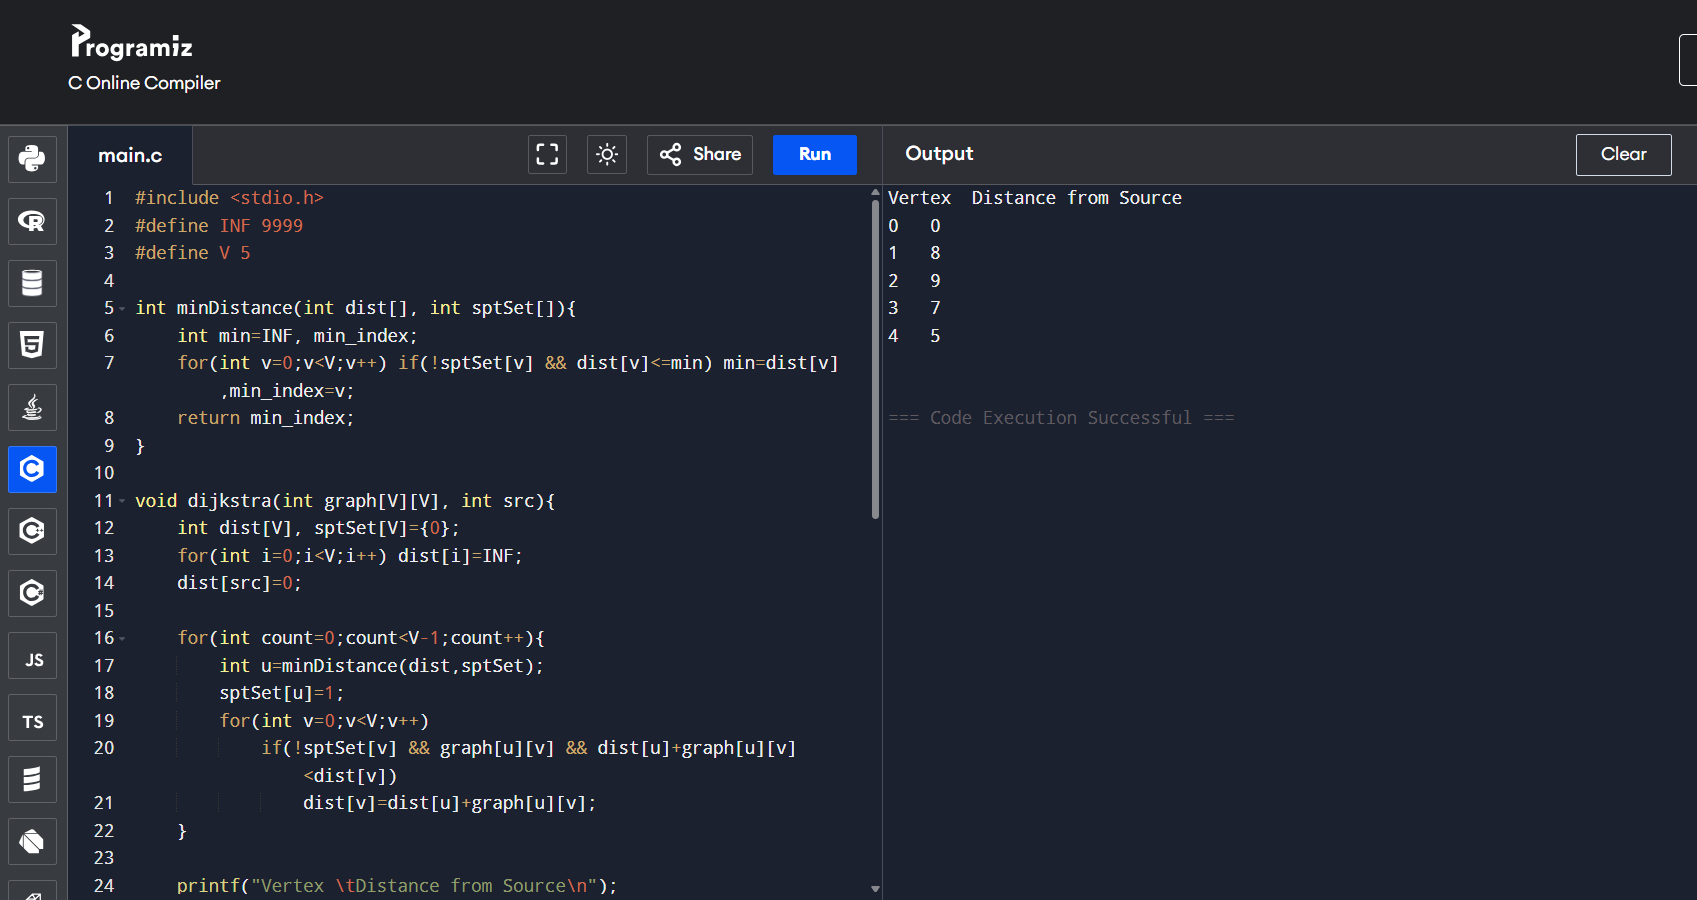 Programiz
C Online Compiler
main.c
Share
Run
Output
Clear
1 #include <stdio.h>
2 #define INF 9999
3 #define V 5
4
5 int minDistance(int dist[], int sptSet[]){
6     int min=INF, min_index;
7     for(int v=0;v<V;v++) if(!sptSet[v] && dist[v]<=min) min=dist[v]
        ,min_index=v;
8     return min_index;
9 }
10
11 void dijkstra(int graph[V][V], int src){
12     int dist[V], sptSet[V]={0};
13     for(int i=0;i<V;i++) dist[i]=INF;
14     dist[src]=0;
15
16     for(int count=0;count<V-1;count++){
17         int u=minDistance(dist,sptSet);
18         sptSet[u]=1;
19         for(int v=0;v<V;v++)
20             if(!sptSet[v] && graph[u][v] && dist[u]+graph[u][v]
                <dist[v])
21                 dist[v]=dist[u]+graph[u][v];
22     }
23
24     printf("Vertex \tDistance from Source\n");
Vertex  Distance from Source
0   0
1   8
2   9
3   7
4   5
=== Code Execution Successful ===
R
5
C
C++
C#
JS
TS